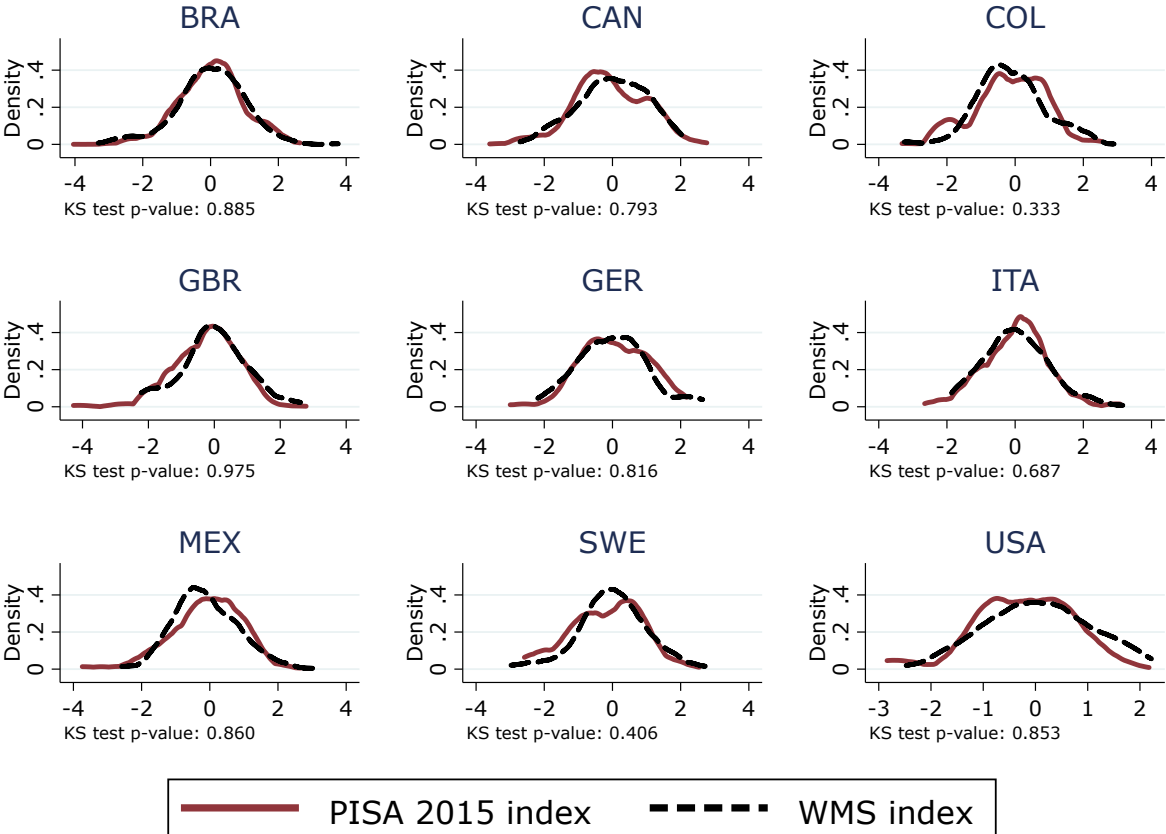 BRA
CAN
COL
Density
0 .2 .4
Density
0 .2 .4
Density
0 .2 .4
-4 -2 0 2 4
-4 -2 0 2 4
-4 -2 0 2 4
KS test p-value: 0.885
KS test p-value: 0.793
KS test p-value: 0.333
GBR
GER
ITA
Density
0 .2 .4
Density
0 .2 .4
Density
0 .2 .4
-4 -2 0 2 4
-4 -2 0 2 4
-4 -2 0 2 4
KS test p-value: 0.975
KS test p-value: 0.816
KS test p-value: 0.687
MEX
SWE
USA
Density
0 .2 .4
Density
0 .2 .4
Density
0 .2 .4
-4 -2 0 2 4
-4 -2 0 2 4
-3 -2 -1 0 1 2
KS test p-value: 0.860
KS test p-value: 0.406
KS test p-value: 0.853
PISA 2015 index
WMS index